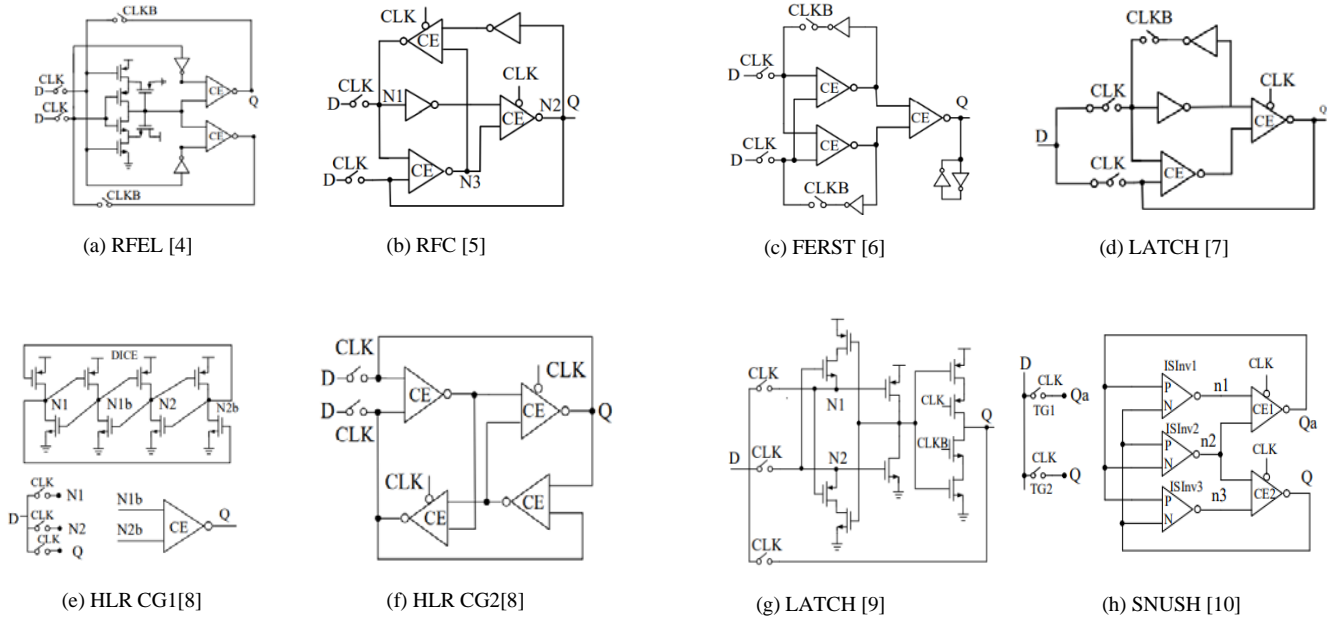 CLKB
CLK
D
CLK
D
CE
Q
CE
CLKB
(a) RFEL [4]
CLK
CE
CLK
D
N1
CLK
CE
N2
Q
CLK
D
CE
N3
(b) RFC [5]
CLKB
CLK
D
CE
Q
CE
CLK
D
CE
CLKB
(c) FERST [6]
CLKB
CLK
CLK
D
CE
Q
CLK
CE
(d) LATCH [7]
DICE
N1
N1b
N2
N2b
CLK
N1
D
CLK
N2
CLK
Q
N1b
N2b
CE
Q
(e) HLR CG1[8]
CLK
D
D
CLK
CE
CLK
CE
Q
CLK
CE
CE
(f) HLR CG2[8]
CLK
N1
CLK
Q
D
CLK
CLKB
N2
CLK
(g) LATCH [9]
D
CLK
Qa
TG1
CLK
Q
TG2
ISInv1
P
N
n1
CLK
CE1
Qa
ISInv2
P
N
n2
CLK
CE2
Q
ISInv3
P
N
n3
(h) SNUSH [10]